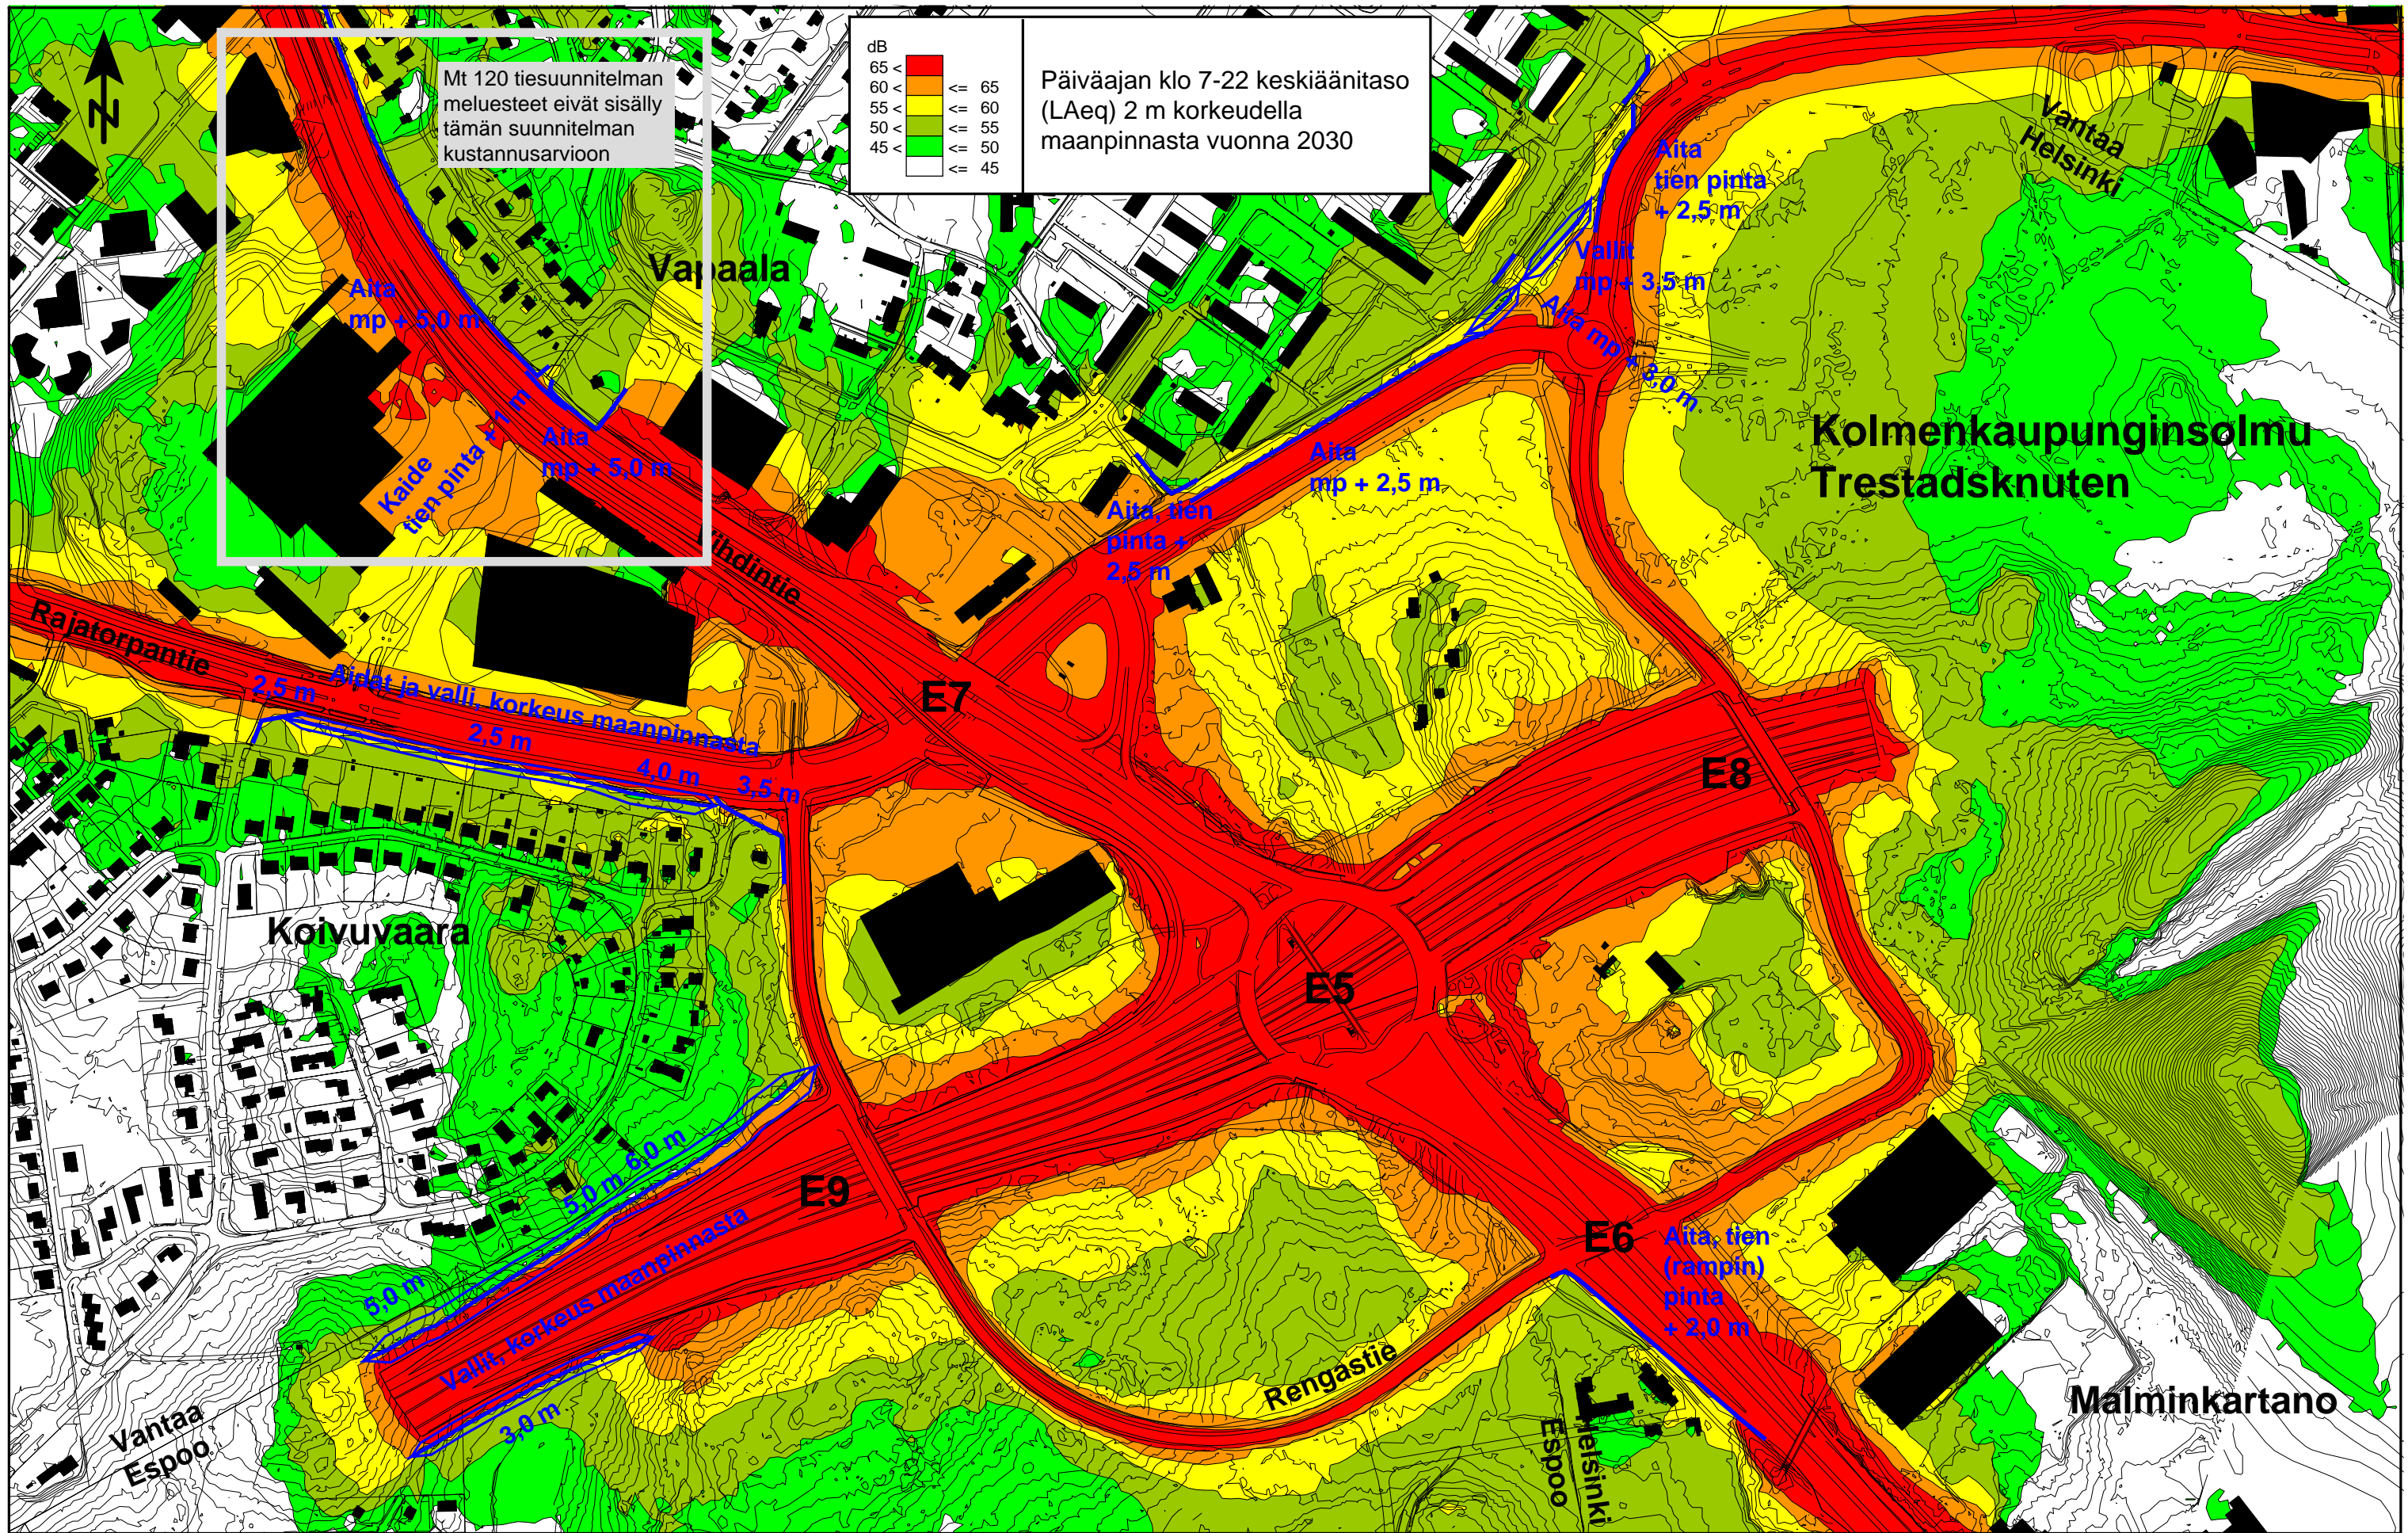 N
Mt 120 tiesuunnitelman
meluesteet eivät sisälly
tämän suunnitelman
kustannusarvioon
dB
65 <
60 < <= 65
55 < <= 60
50 < <= 55
45 < <= 50
<= 45
Päiväajan klo 7-22 keskiäänitaso
(LAeq) 2 m korkeudella
maanpinnasta vuonna 2030
Vantaa
Helsinki
Aita
tien pinta
+ 2,5 m
Vallit
mp + 3,5 m
Aita mp + 3,0 m
Vapaala
Aita
mp + 5,0 m
Kaide
tien pinta + 1 m
Aita
mp + 5,0 m
Aita
mp + 2,5 m
Aita, tien
pinta +
2,5 m
Kolmenkaupunginsolmu
Trestadsknuten
Vihdintie
Rajatorpantie
2,5 m
Aidat ja valli, korkeus maanpinnasta
2,5 m
4,0 m
3,5 m
E7
E8
Koivuvaara
E5
6,0 m
5,0 m
E9
5,0 m
Vallit, korkeus maanpinnasta
3,0 m
E6
Aita, tien
(rampin)
pinta
+ 2,0 m
Rengastie
Vantaa
Espoo
Helsinki
Espoo
Malminkartano